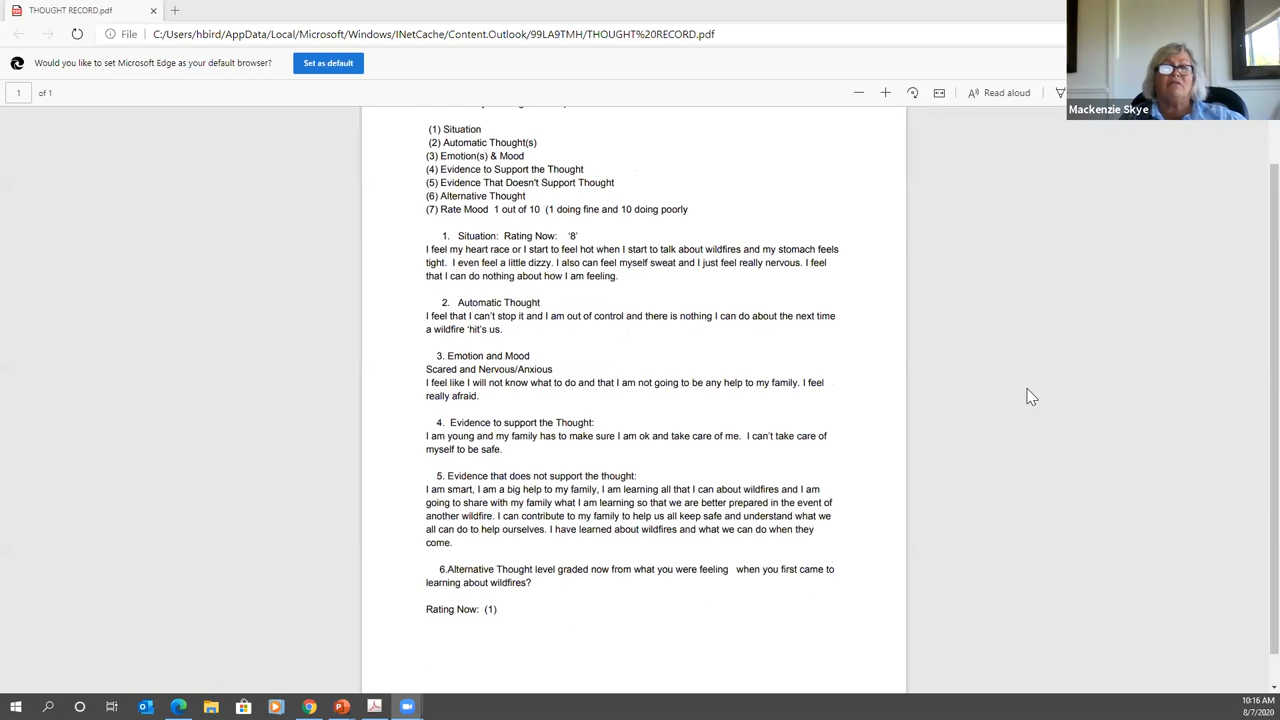 THOUGHT RECORD.pdf
File
C:/Users/hbird/AppData/Local/Microsoft/Windows/INetCache/Content.Outlook/99LA9TMH/THOUGHT%20RECORD.pdf
Would you like to set Microsoft Edge as your default browser?
Set as default
1 of 1
Read aloud
Mackenzie Skye
(1) Situation
(2) Automatic Thought(s)
(3) Emotion(s) & Mood
(4) Evidence to Support the Thought
(5) Evidence That Doesn't Support Thought
(6) Alternative Thought
(7) Rate Mood 1 out of 10 (1 doing fine and 10 doing poorly
1. Situation: Rating Now: '8'
I feel my heart race or I start to feel hot when I start to talk about wildfires and my stomach feels
tight. I even feel a little dizzy. I also can feel myself sweat and I just feel really nervous. I feel
that I can do nothing about how I am feeling.
2. Automatic Thought
I feel that I can't stop it and I am out of control and there is nothing I can do about the next time
a wildfire 'hit's us.
3. Emotion and Mood
Scared and Nervous/Anxious
I feel like I will not know what to do and that I am not going to be any help to my family. I feel
really afraid.
4. Evidence to support the Thought:
I am young and my family has to make sure I am ok and take care of me. I can't take care of
myself to be safe.
5. Evidence that does not support the thought:
I am smart, I am a big help to my family, I am learning all that I can about wildfires and I am
going to share with my family what I am learning so that we are better prepared in the event of
another wildfire. I can contribute to my family to help us all keep safe and understand what we
all can do to help ourselves. I have learned about wildfires and what we can do when they
come.
6.Alternative Thought level graded now from what you were feeling when you first came to
learning about wildfires?
Rating Now: (1)
10:16 AM
8/7/2020